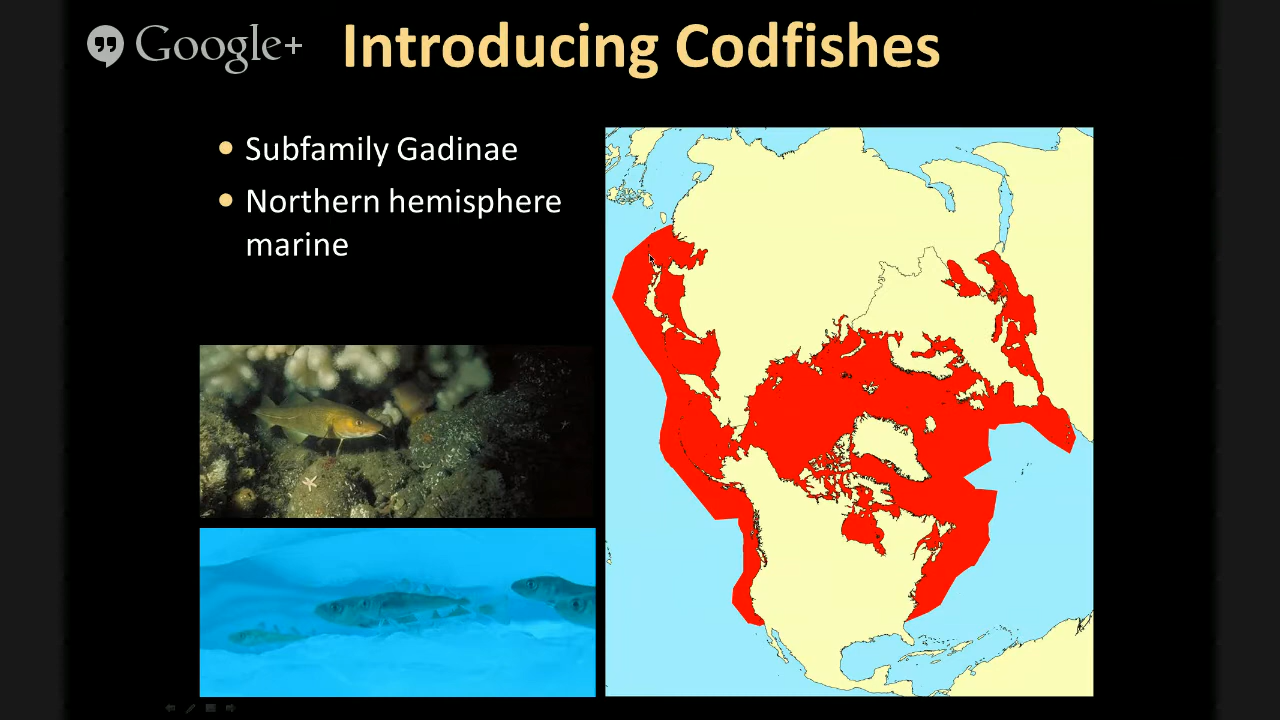 Google+
Introducing Codfishes
Subfamily Gadinae
Northern hemisphere
marine